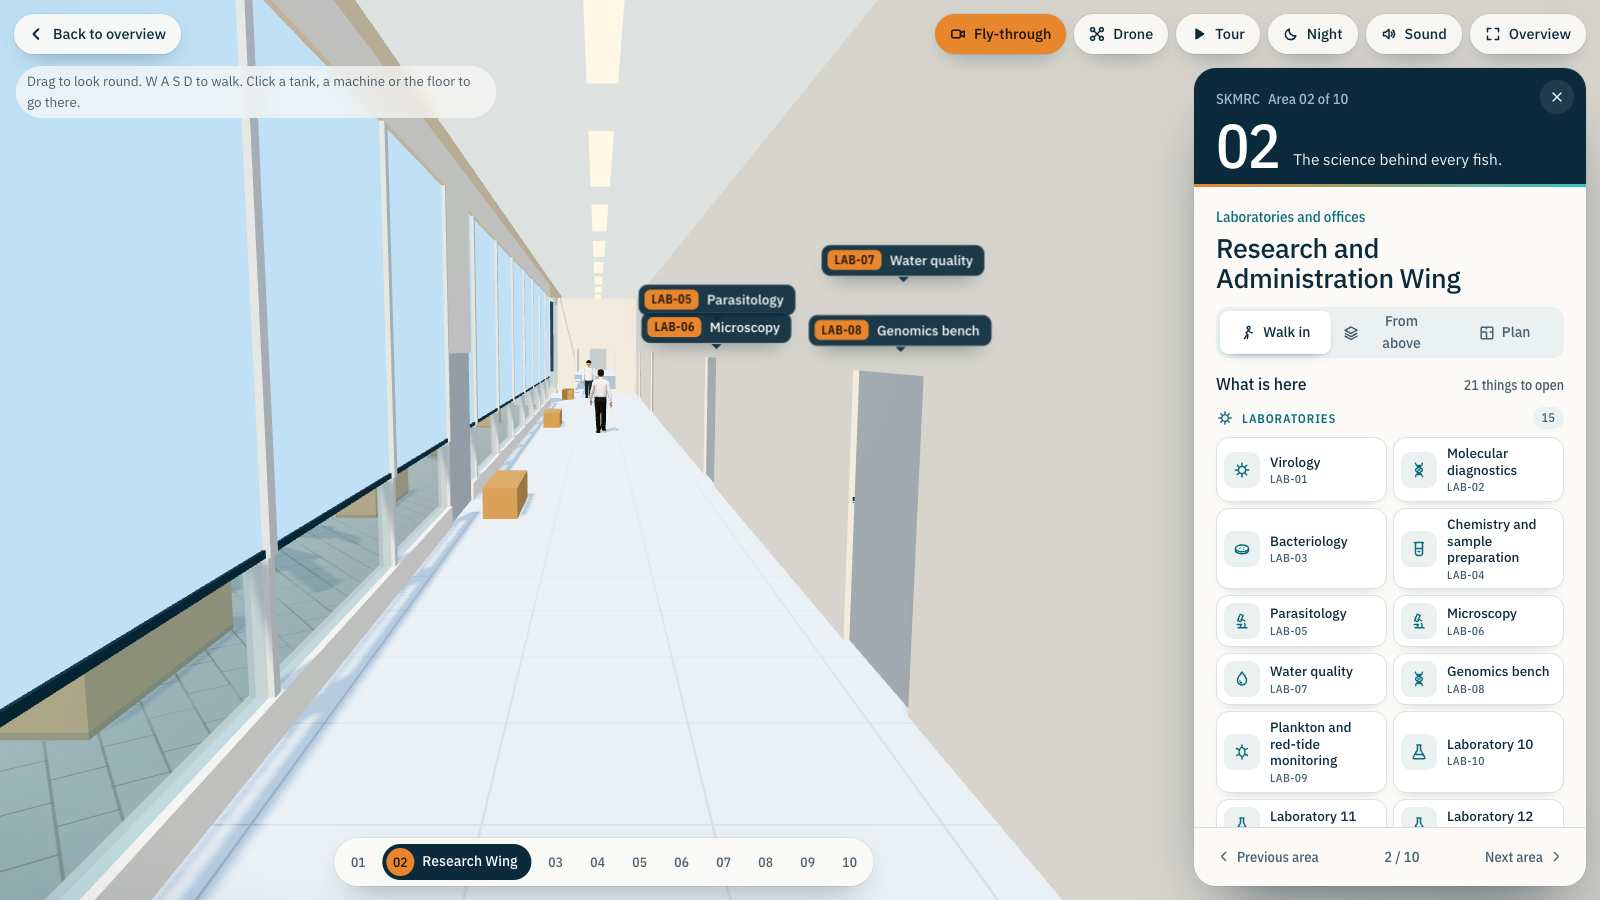 Back to overview
Fly-through
Drone
Tour
Night
Sound
Overview
Drag to look round. W A S D to walk. Click a tank, a machine or the floor to
go there.
SKMRC Area 02 of 10
02 The science behind every fish.
Laboratories and offices
Research and
Administration Wing
Walk in
From
above
Plan
What is here
21 things to open
LABORATORIES
15
Virology
LAB-01
Molecular
diagnostics
LAB-02
Bacteriology
LAB-03
Chemistry and
sample
preparation
LAB-04
Parasitology
LAB-05
Microscopy
LAB-06
Water quality
LAB-07
Genomics bench
LAB-08
Plankton and
red-tide
monitoring
LAB-09
Laboratory 10
LAB-10
Laboratory 11
Laboratory 12
Previous area
2 / 10
Next area
LAB-07 Water quality
LAB-05 Parasitology
LAB-06 Microscopy
LAB-08 Genomics bench
01
02 Research Wing
03
04
05
06
07
08
09
10